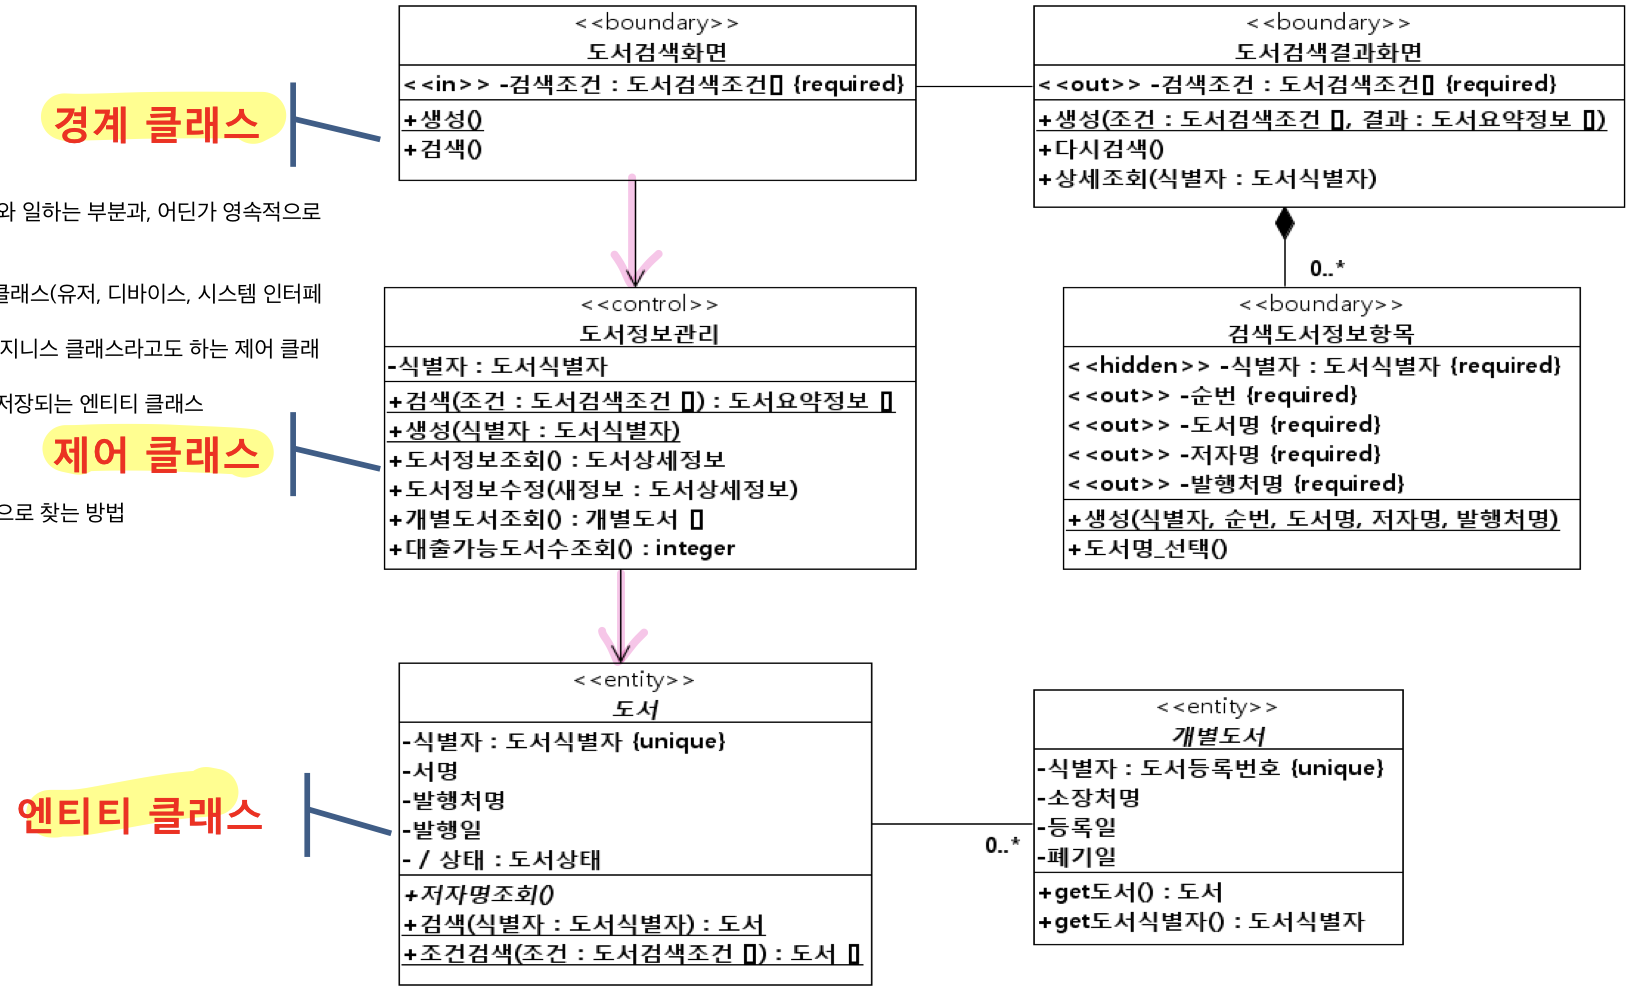 <<boundary>>
도서검색화면
<<in>> -검색조건 : 도서검색조건[] {required}
+생성()
+검색()
<<boundary>>
도서검색결과화면
<<out>> -검색조건 : 도서검색조건[] {required}
+생성(조건 : 도서검색조건 [], 결과 : 도서요약정보 [])
+다시검색()
+상세조회(식별자 : 도서식별자)
경계 클래스
와 일하는 부분과, 어딘가 영속적으로
클래스(유저, 디바이스, 시스템 인터페
지니스 클래스라고도 하는 제어 클래
저장되는 엔티티 클래스
제어 클래스
으로 찾는 방법
0..*
<<control>>
도서정보관리
-식별자 : 도서식별자
+검색(조건 : 도서검색조건 []) : 도서요약정보 []
+생성(식별자 : 도서식별자)
+도서정보조회() : 도서상세정보
+도서정보수정(새정보 : 도서상세정보)
+개별도서조회() : 개별도서 []
+대출가능도서수조회() : integer
<<boundary>>
검색도서정보항목
<<hidden>> -식별자 : 도서식별자 {required}
<<out>> -순번 {required}
<<out>> -도서명 {required}
<<out>> -저자명 {required}
<<out>> -발행처명 {required}
+생성(식별자, 순번, 도서명, 저자명, 발행처명)
+도서명_선택()
엔티티 클래스
<<entity>>
도서
-식별자 : 도서식별자 {unique}
-서명
-발행처명
-발행일
- / 상태 : 도서상태
+저자명조회()
+검색(식별자 : 도서식별자) : 도서
+조건검색(조건 : 도서검색조건 []) : 도서 []
0..*
<<entity>>
개별도서
-식별자 : 도서등록번호 {unique}
-소장처명
-등록일
-폐기일
+get도서() : 도서
+get도서식별자() : 도서식별자